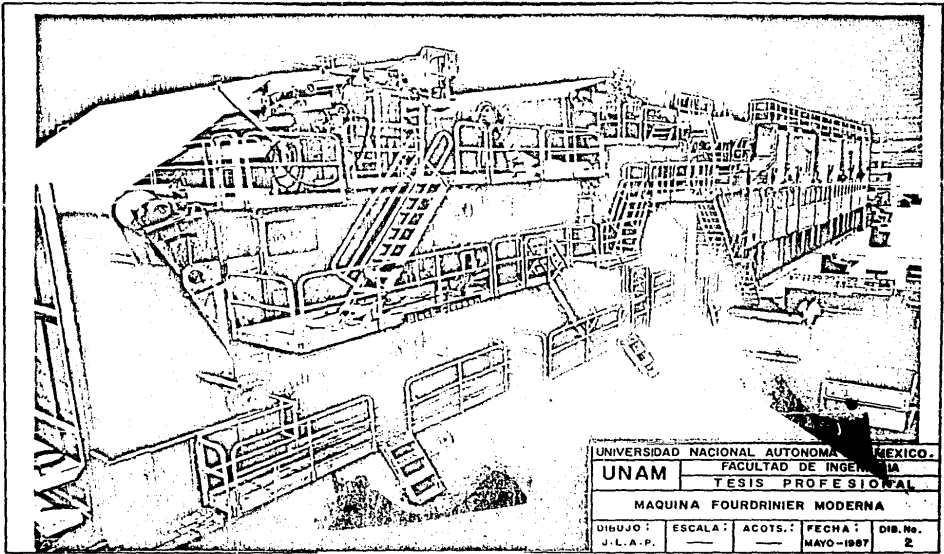 UNIVERSIDAD NACIONAL AUTONOMA MEXICO.
UNAM
FACULTAD DE INGENIERIA
TESIS PROFESIONAL
MAQUINA FOURDRINIER MODERNA
DIBUJO: ESCALA: ACOTS.: FECHA: DIB. No.
J.L.A.P. — — MAYO-1987 2